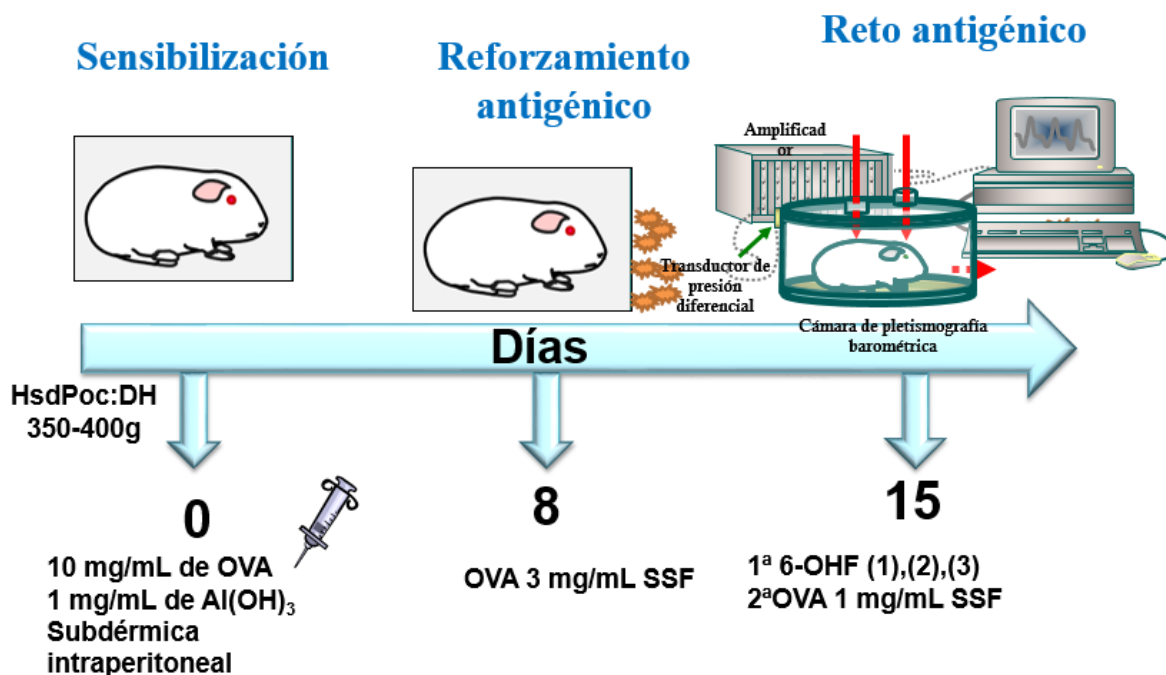 Sensibilización
Reforzamiento
antigénico
Reto antigénico
Amplificad
or
Transductor de
presión
diferencial
Cámara de pletismografía
barométrica
Días
HsdPoc:DH
350-400g
0
10 mg/mL de OVA
1 mg/mL de Al(OH)₃
Subdérmica
intraperitoneal
8
OVA 3 mg/mL SSF
15
1ª 6-OHF (1),(2),(3)
2ªOVA 1 mg/mL SSF